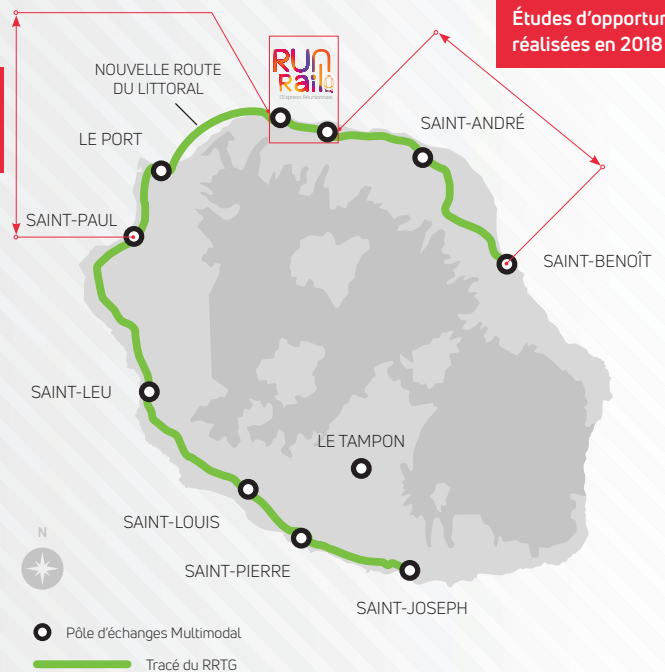 Études d'opportun
réalisées en 2018
RUN
Rail
NOUVELLE ROUTE
DU LITTORAL
LE PORT
SAINT-ANDRÉ
SAINT-PAUL
SAINT-BENOÎT
SAINT-LEU
LE TAMPON
SAINT-LOUIS
SAINT-PIERRE
SAINT-JOSEPH
N
Pôle d'échanges Multimodal
Tracé du RRTG